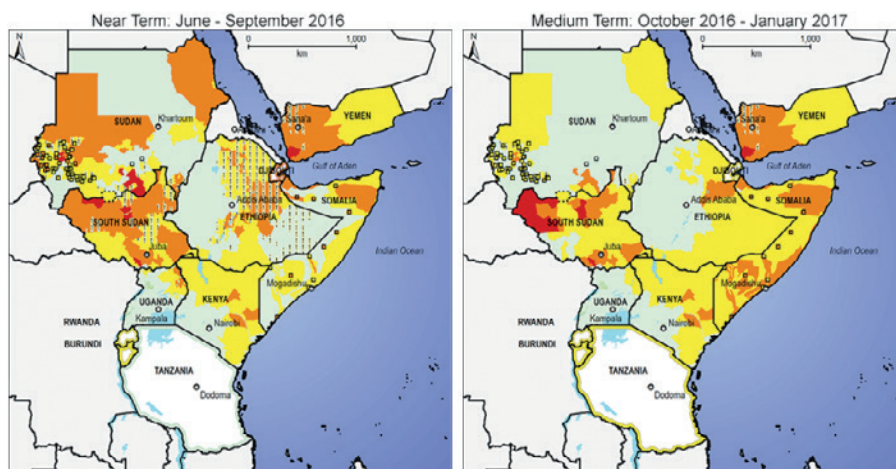 Near Term: June - September 2016
N
0
1,000
km
SUDAN
Khartoum
Sana'a
YEMEN
Gulf of Aden
DJIBOUTI
Addis Ababa
ETHIOPIA
SOMALIA
SOUTH SUDAN
Juba
Indian Ocean
Mogadishu
UGANDA
Kampala
KENYA
Nairobi
RWANDA
BURUNDI
TANZANIA
Dodoma
Medium Term: October 2016 - January 2017
N
0
1,000
km
SUDAN
Khartoum
Sana'a
YEMEN
Gulf of Aden
DJIBOUTI
Addis Ababa
ETHIOPIA
SOMALIA
SOUTH SUDAN
Juba
Indian Ocean
Mogadishu
UGANDA
Kampala
KENYA
Nairobi
RWANDA
BURUNDI
TANZANIA
Dodoma